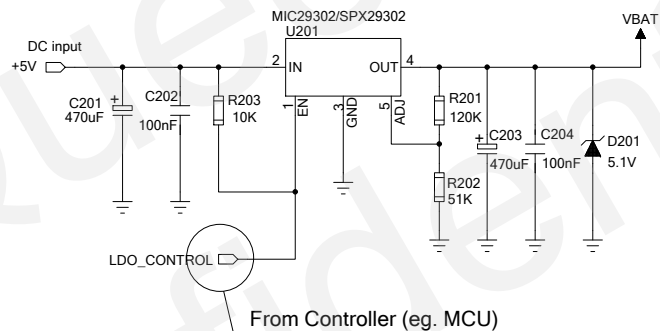 MIC29302/SPX29302
U201
VBAT
DC input
+5V
2 IN
OUT 4
1 EN
3 GND
5 ADJ
C201
470uF
+
C202
100nF
R203
10K
R201
120K
R202
51K
+
C203
470uF
C204
100nF
D201
5.1V
LDO_CONTROL
From Controller (eg. MCU)